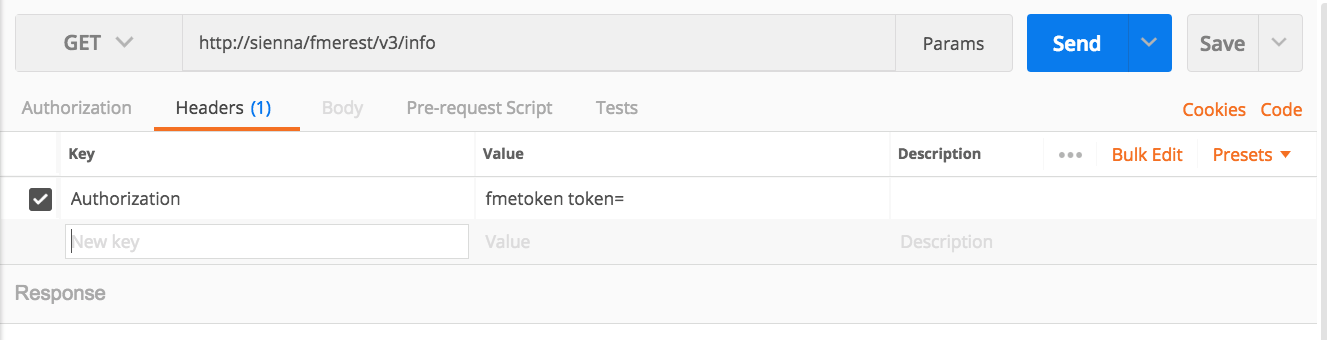 GET http://sienna/fmerest/v3/info Params Send Save
Authorization Headers (1) Body Pre-request Script Tests Cookies Code
Key Value Description ••• Bulk Edit Presets
Authorization fmetoken token=
New key Value Description
Response